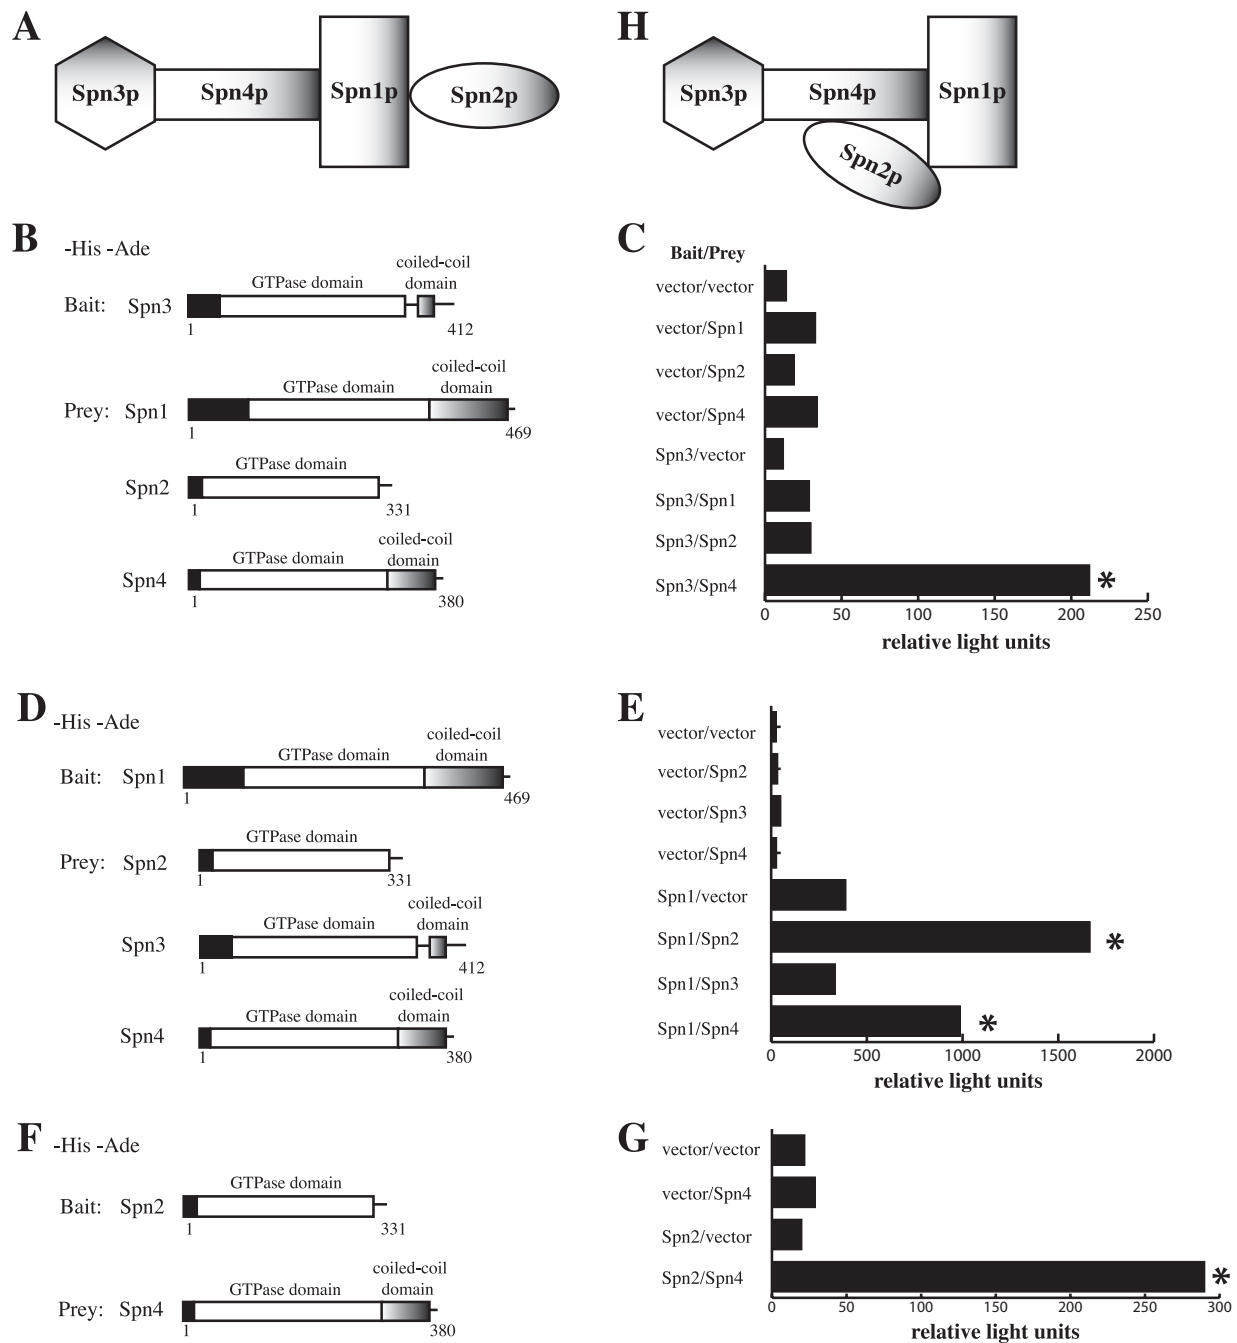 A
Spn3p
Spn4p
Spn1p
Spn2p
H
Spn3p
Spn4p
Spn1p
Spn2p
B
-His -Ade
Bait: Spn3
GTPase domain
coiled-coil
domain
1
412
Prey: Spn1
GTPase domain
coiled-coil
domain
1
469
Spn2
GTPase domain
1
331
Spn4
GTPase domain
coiled-coil
domain
1
380
C
Bait/Prey
vector/vector
vector/Spn1
vector/Spn2
vector/Spn4
Spn3/vector
Spn3/Spn1
Spn3/Spn2
Spn3/Spn4
*
0 50 100 150 200 250
relative light units
D
-His -Ade
Bait: Spn1
GTPase domain
coiled-coil
domain
1
469
Prey: Spn2
GTPase domain
1
331
Spn3
GTPase domain
coiled-coil
domain
1
412
Spn4
GTPase domain
coiled-coil
domain
1
380
E
vector/vector
vector/Spn2
vector/Spn3
vector/Spn4
Spn1/vector
Spn1/Spn2
*
Spn1/Spn3
Spn1/Spn4
*
0 500 1000 1500 2000
relative light units
F
-His -Ade
Bait: Spn2
GTPase domain
1
331
Prey: Spn4
GTPase domain
coiled-coil
domain
1
380
G
vector/vector
vector/Spn4
Spn2/vector
Spn2/Spn4
*
0 50 100 150 200 250 300
relative light units